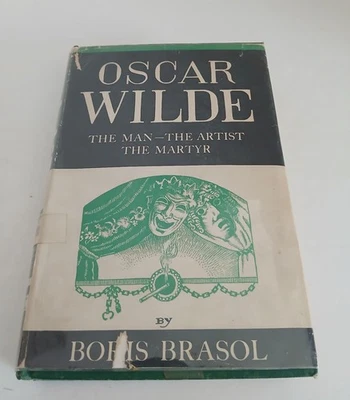 OSCAR
WILDE
THE MAN—THE ARTIST
THE MARTYR
BY
BORIS BRASOL